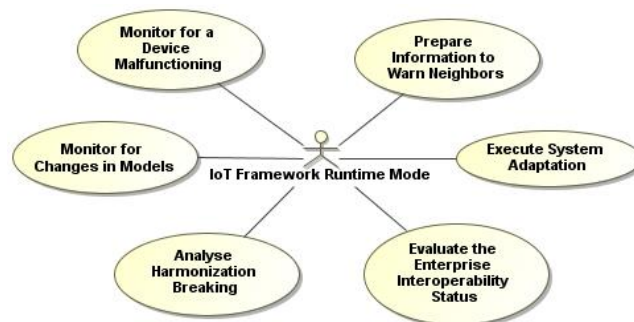 Monitor for a
Device
Malfunctioning
Prepare
Information to
Warn Neighbors
Monitor for
Changes in Models
IoT Framework Runtime Mode
Execute System
Adaptation
Analyse
Harmonization
Breaking
Evaluate the
Enterprise
Interoperability
Status